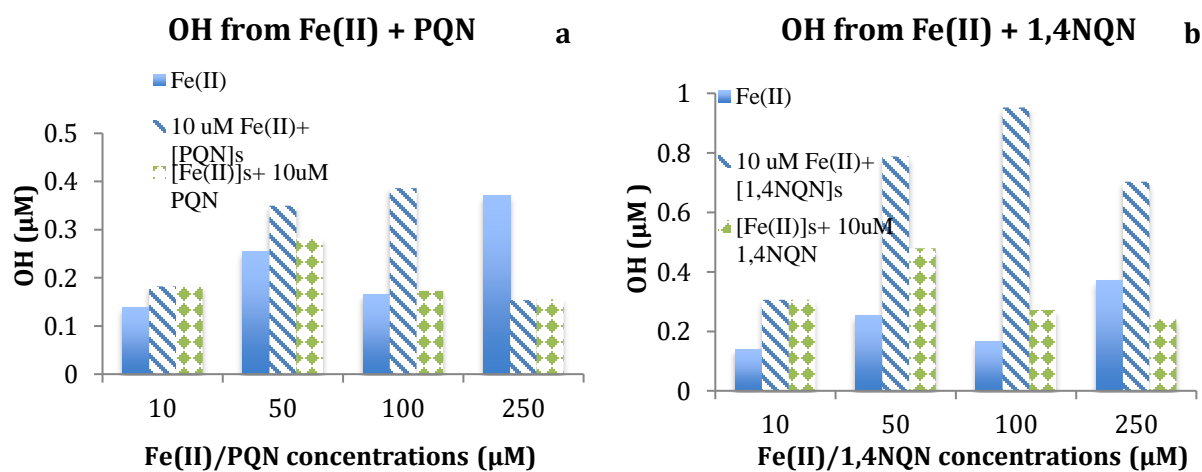 OH from Fe(II) + PQN
a
Fe(II)
10 uM Fe(II)+
[PQN]s
[Fe(II)]s+ 10uM
PQN
OH (µM)
0.5
0.4
0.3
0.2
0.1
0
10 50 100 250
Fe(II)/PQN concentrations (µM)
OH from Fe(II) + 1,4NQN
b
Fe(II)
10 uM Fe(II)+
[1,4NQN]s
[Fe(II)]s+ 10uM
1,4NQN
OH (µM )
1
0.8
0.6
0.4
0.2
0
10 50 100 250
Fe(II)/1,4NQN concentrations (µM)